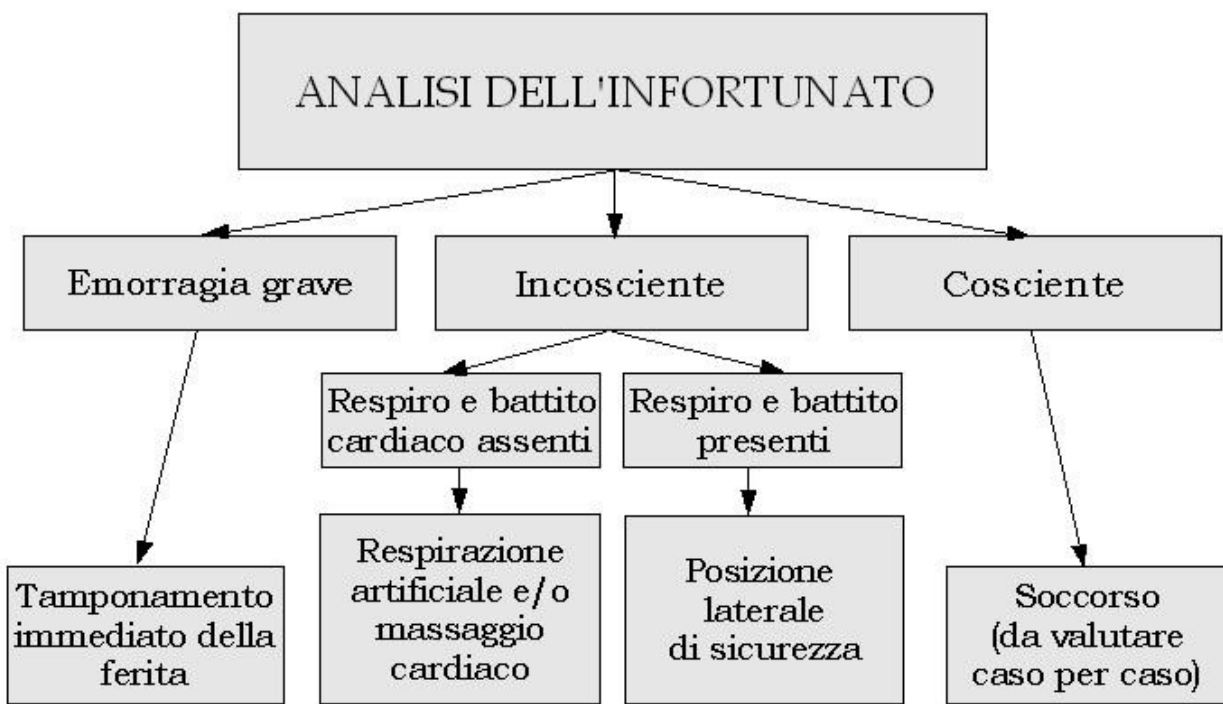 ANALISI DELL'INFORTUNATO
Emorragia grave
Incosciente
Cosciente
Respiro e battito
cardiaco assenti
Respiro e battito
presenti
Tamponamento
immediato della
ferita
Respirazione
artificiale e/o
massaggio
cardiaco
Posizione
laterale
di sicurezza
Soccorso
(da valutare
caso per caso)